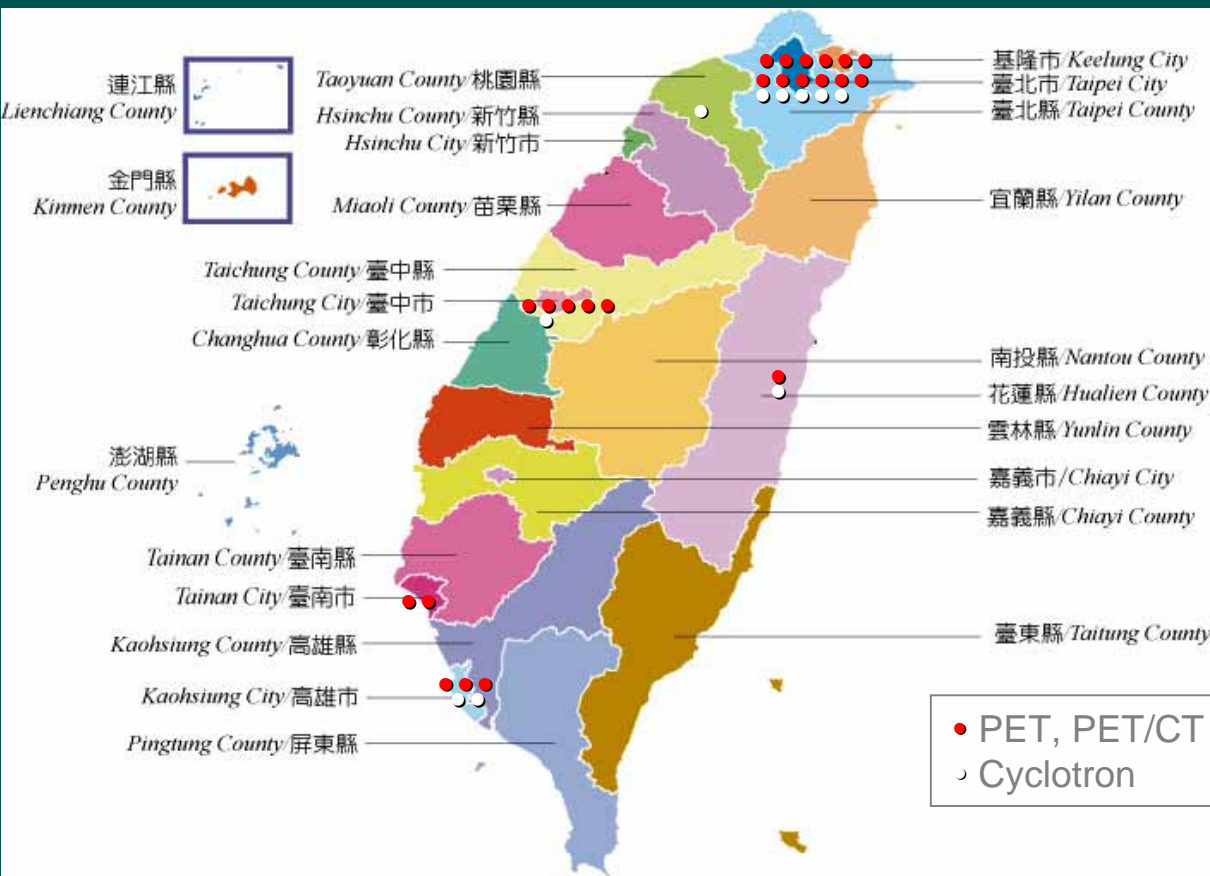 連江縣
Lienchiang County
金門縣
Kinmen County
Taoyuan County/桃園縣
Hsinchu County/新竹縣
Hsinchu City/新竹市
Miaoli County/苗栗縣
Taichung County/臺中縣
Taichung City/臺中市
Changhua County/彰化縣
澎湖縣
Penghu County
Tainan County/臺南縣
Tainan City/臺南市
Kaohsiung County/高雄縣
Kaohsiung City/高雄市
Pingtung County/屏東縣
基隆市/Keelung City
臺北市/Taipei City
臺北縣/Taipei County
宜蘭縣/Yilan County
南投縣/Nantou County
花蓮縣/Hualien County
雲林縣/Yunlin County
嘉義市/Chiayi City
嘉義縣/Chiayi County
臺東縣/Taitung County
PET, PET/CT
Cyclotron